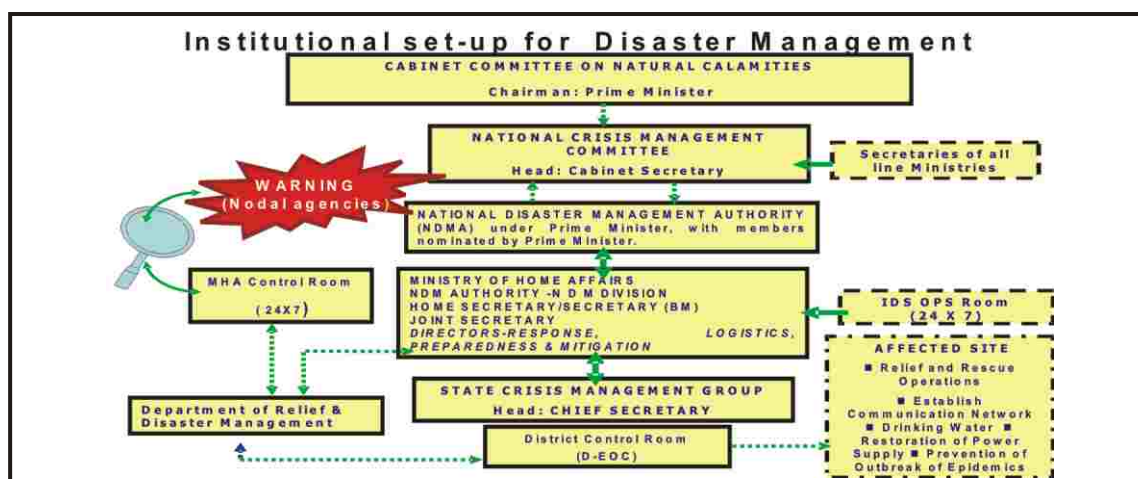 Institutional set-up for Disaster Management
CABINET COMMITTEE ON NATURAL CALAMITIES
Chairman: Prime Minister
NATIONAL CRISIS MANAGEMENT
COMMITTEE
Head: Cabinet Secretary
Secretaries of all
line Ministries
WARNING
(Nodal agencies)
NATIONAL DISASTER MANAGEMENT AUTHORITY
(NDMA) under Prime Minister, with members
nominated by Prime Minister.
MHA Control Room
(24X7)
MINISTRY OF HOME AFFAIRS
NDM AUTHORITY -N D M DIVISION
HOME SECRETARY/SECRETARY (BM)
JOINT SECRETARY
DIRECTORS-RESPONSE, LOGISTICS,
PREPAREDNESS & MITIGATION
IDS OPS Room
(24 X 7)
STATE CRISIS MANAGEMENT GROUP
Head: CHIEF SECRETARY
Department of Relief &
Disaster Management
District Control Room
(D-EOC)
AFFECTED SITE
■ Relief and Rescue
Operations
■ Establish
Communication Network
■ Drinking Water ■
Restoration of Power
Supply ■ Prevention of
Outbreak of Epidemics